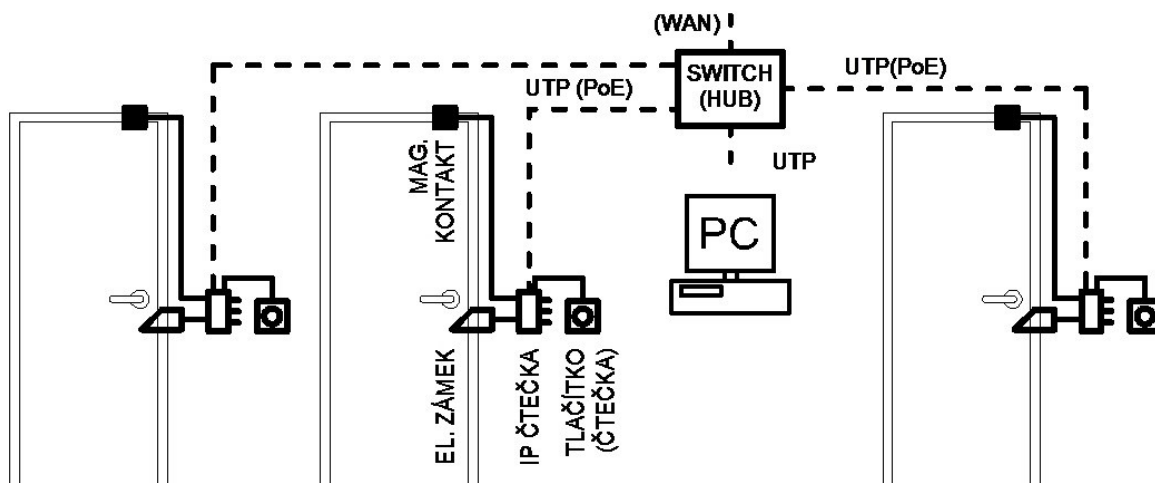 (WAN)
SWITCH
(HUB)
UTP (PoE)
UTP(PoE)
UTP
PC
MAG.
KONTAKT
EL. ZÁMEK
IP ČTEČKA
TLAČÍTKO
(ČTEČKA)